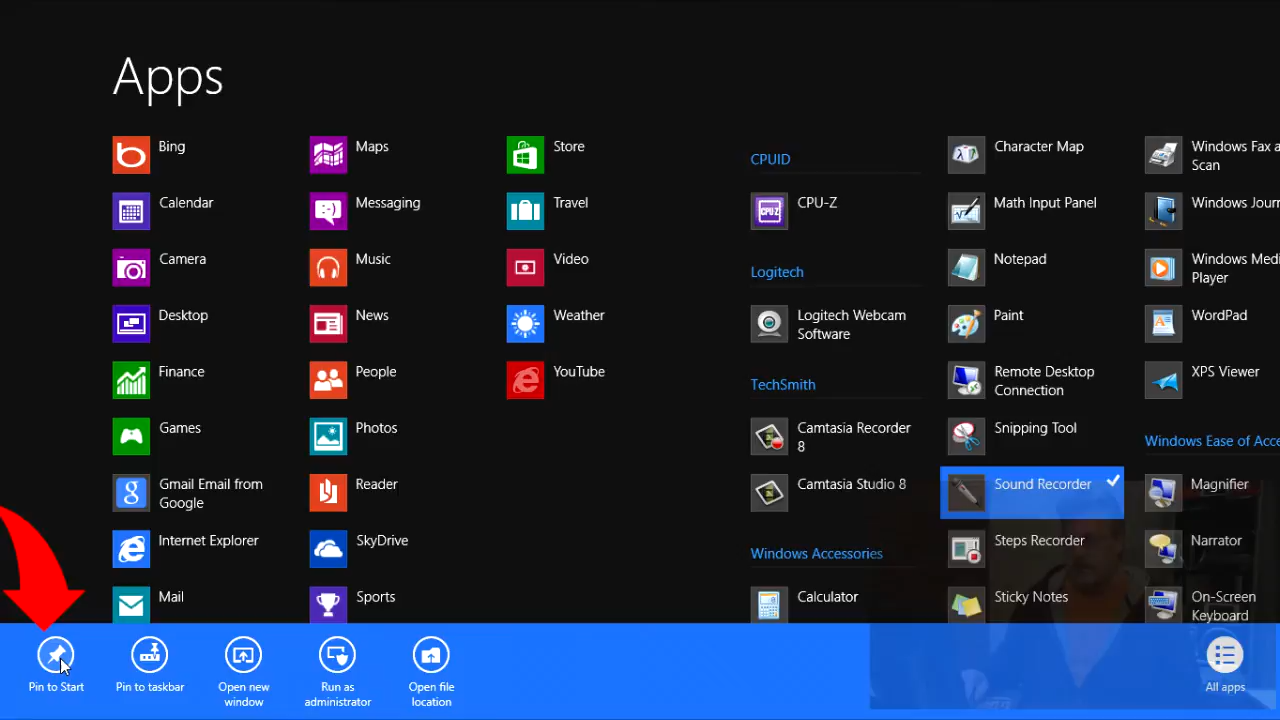 Apps
Bing
Calendar
Camera
Desktop
Finance
Games
Gmail Email from
Google
Internet Explorer
Mail
Maps
Messaging
Music
News
People
Photos
Reader
SkyDrive
Sports
Store
Travel
Video
Weather
YouTube
CPUID
CPU-Z
Logitech
Logitech Webcam
Software
TechSmith
Camtasia Recorder
8
Camtasia Studio 8
Windows Accessories
Calculator
Character Map
Math Input Panel
Notepad
Paint
Remote Desktop
Connection
Snipping Tool
Sound Recorder
Steps Recorder
Sticky Notes
Windows Fax a
Scan
Windows Jour
Windows Medi
Player
WordPad
XPS Viewer
Windows Ease of Acce
Magnifier
Narrator
On-Screen
Keyboard
Pin to Start
Pin to taskbar
Open new
window
Run as
administrator
Open file
location
All apps